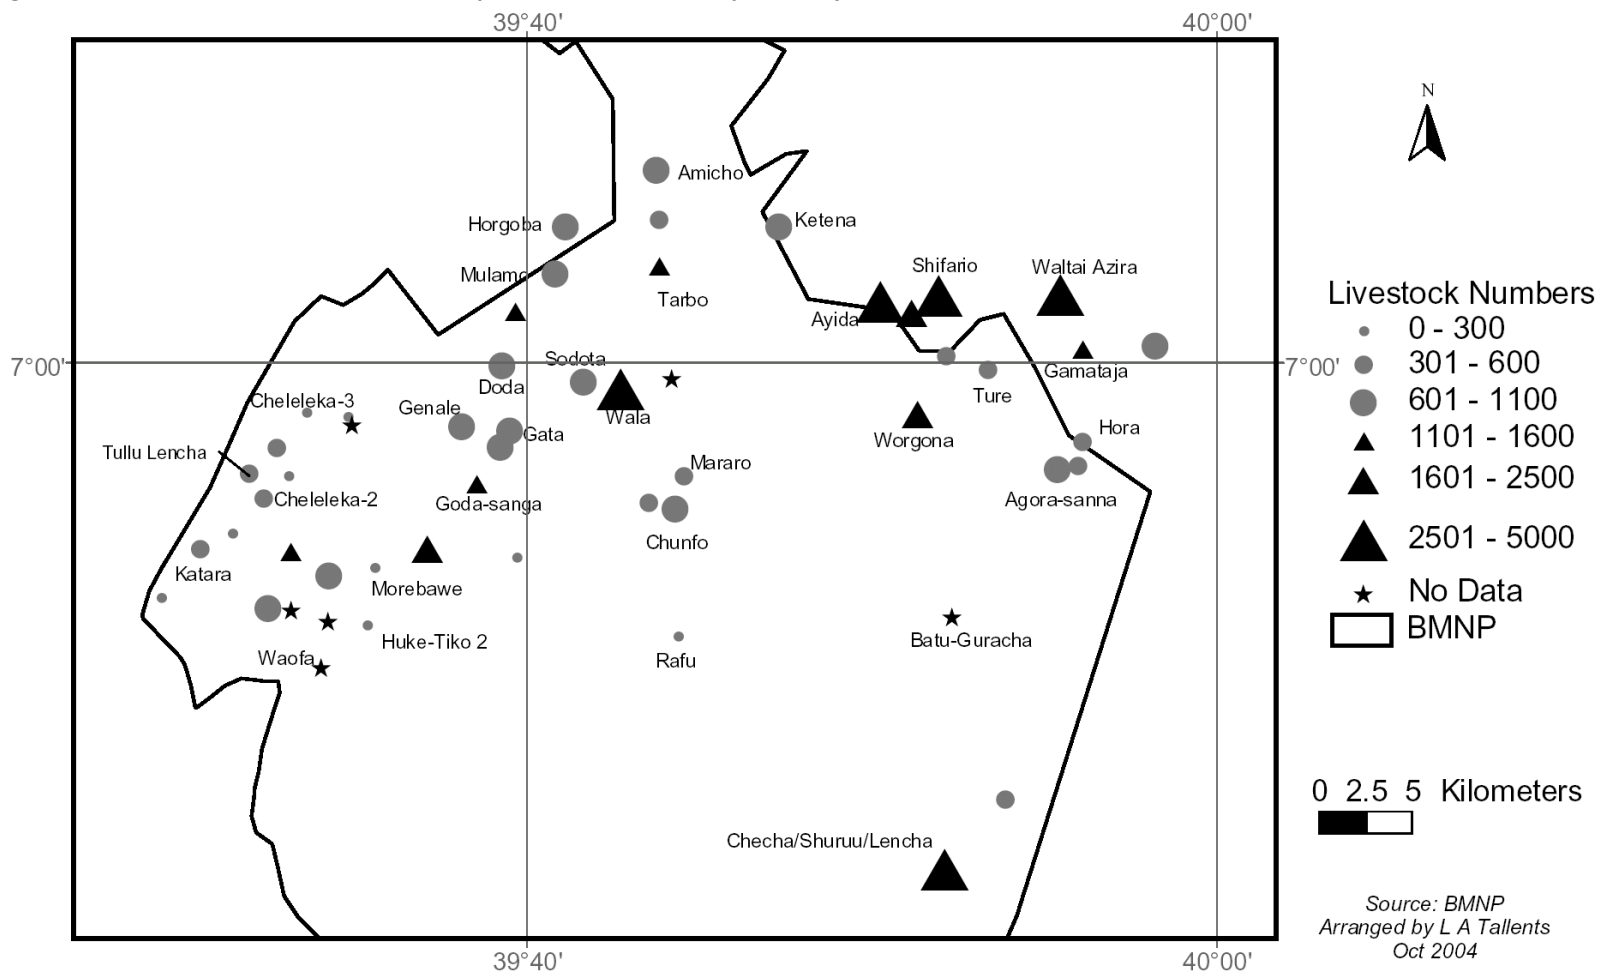 39°40'
40°00'
N
Amicho
Horgoba
Ketena
Mulamo
Shifario
Waltai Azira
Tarbo
Ayida
Livestock Numbers
0 - 300
301 - 600
601 - 1100
1101 - 1600
1601 - 2500
2501 - 5000
No Data
BMNP
7°00'
7°00'
Sodota
Doda
Gamataja
Ture
Cheleleka-3
Genale
Wala
Gata
Worgona
Hora
Tullu Lencha
Mararo
Cheleleka-2
Goda-sanga
Agora-sanna
Chunfo
Katara
Morebawe
Huke-Tiko 2
Batu-Guracha
Waofa
Rafu
0 2.5 5 Kilometers
Checha/Shuruu/Lencha
Source: BMNP
Arranged by L A Tallents
Oct 2004
39°40'
40°00'